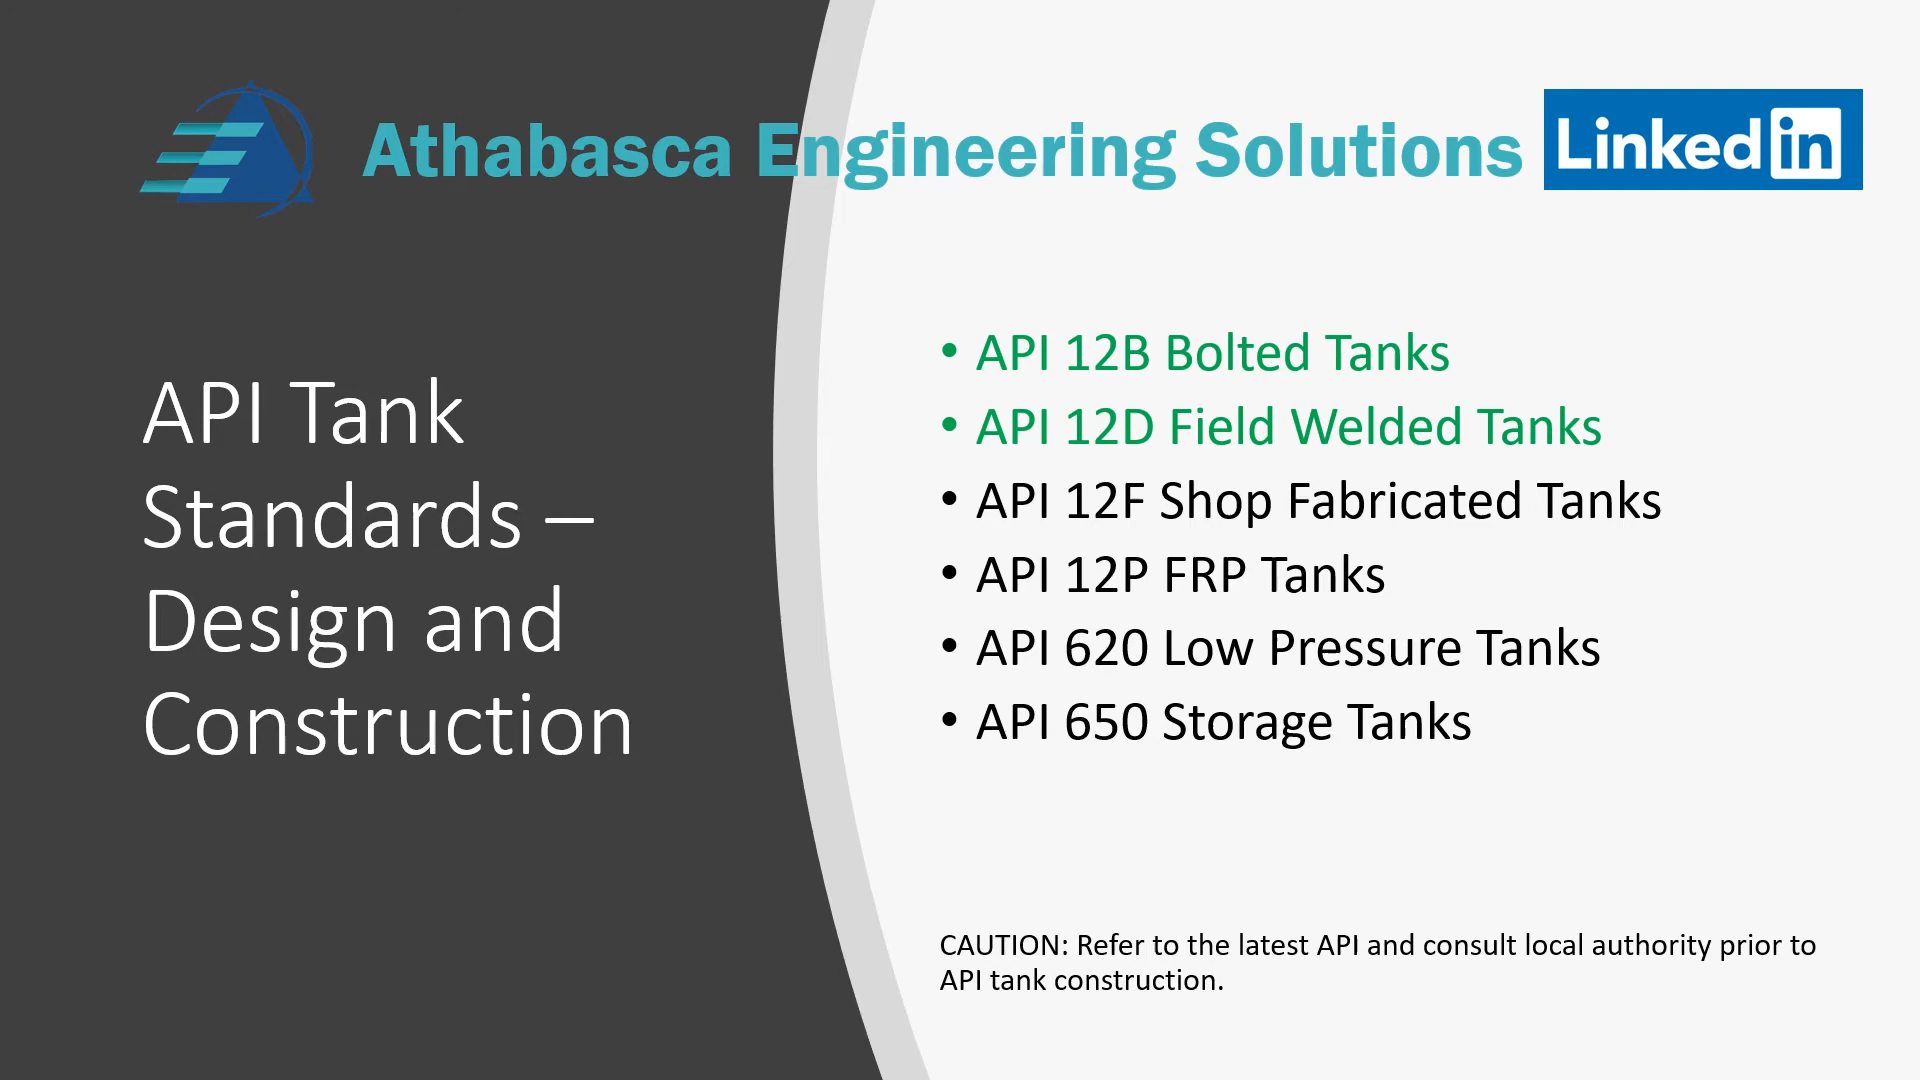 Athabasca Engineering Solutions
Linked in
API Tank
Standards –
Design and
Construction
• API 12B Bolted Tanks
• API 12D Field Welded Tanks
• API 12F Shop Fabricated Tanks
• API 12P FRP Tanks
• API 620 Low Pressure Tanks
• API 650 Storage Tanks
CAUTION: Refer to the latest API and consult local authority prior to
API tank construction.